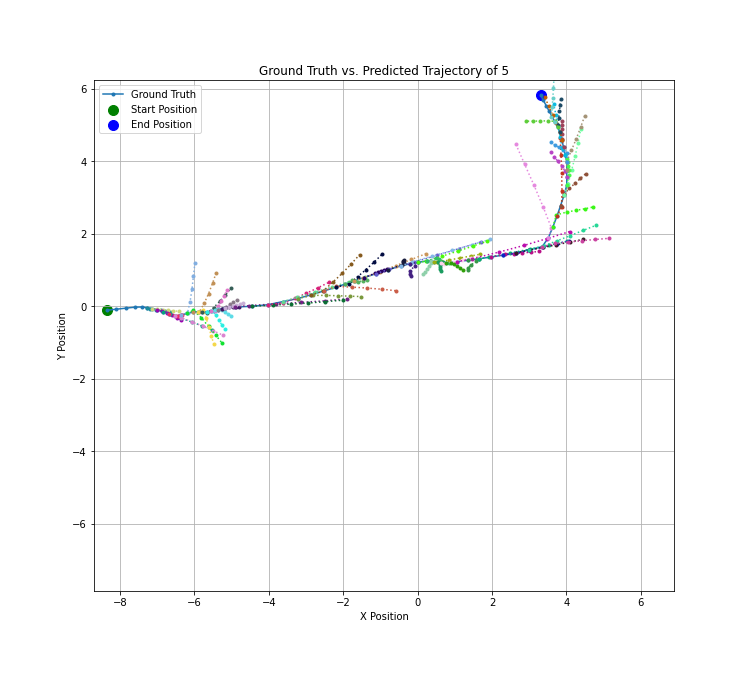 Ground Truth vs. Predicted Trajectory of 5
Ground Truth
Start Position
End Position
6
4
2
0
−2
−4
−6
Y Position
−8 −6 −4 −2 0 2 4 6
X Position